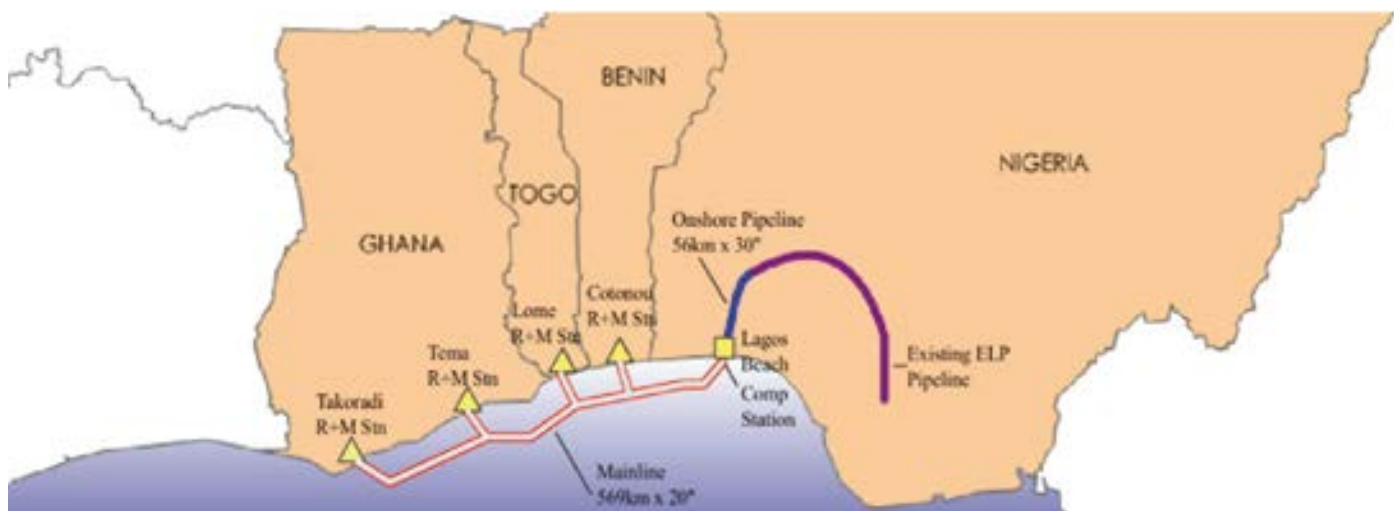 BENIN
NIGERIA
TOGO
GHANA
Onshore Pipeline
56km x 30"
Cotonou
R+M Stn
Lome
R+M Stn
Tema
R+M Stn
Takoradi
R+M Stn
Lagos
Beach
Comp
Station
Existing ELP
Pipeline
Mainline
569km x 20"